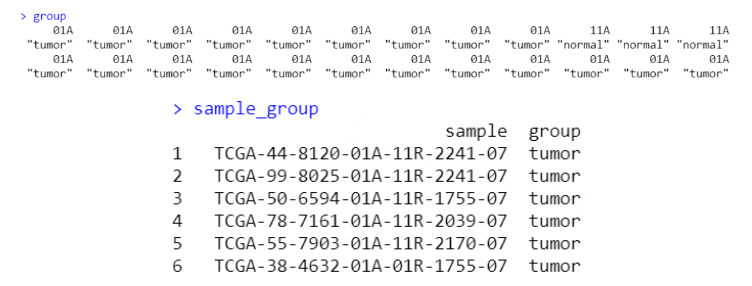 > group
01A 01A 01A 01A 01A 01A 01A 01A 01A 11A 11A 11A
"tumor" "tumor" "tumor" "tumor" "tumor" "tumor" "tumor" "tumor" "tumor" "normal" "normal" "normal"
01A 01A 01A 01A 01A 01A 01A 01A 01A 01A 01A 01A
"tumor" "tumor" "tumor" "tumor" "tumor" "tumor" "tumor" "tumor" "tumor" "tumor" "tumor" "tumor"
> sample_group
sample group
1 TCGA-44-8120-01A-11R-2241-07 tumor
2 TCGA-99-8025-01A-11R-2241-07 tumor
3 TCGA-50-6594-01A-11R-1755-07 tumor
4 TCGA-78-7161-01A-11R-2039-07 tumor
5 TCGA-55-7903-01A-11R-2170-07 tumor
6 TCGA-38-4632-01A-01R-1755-07 tumor